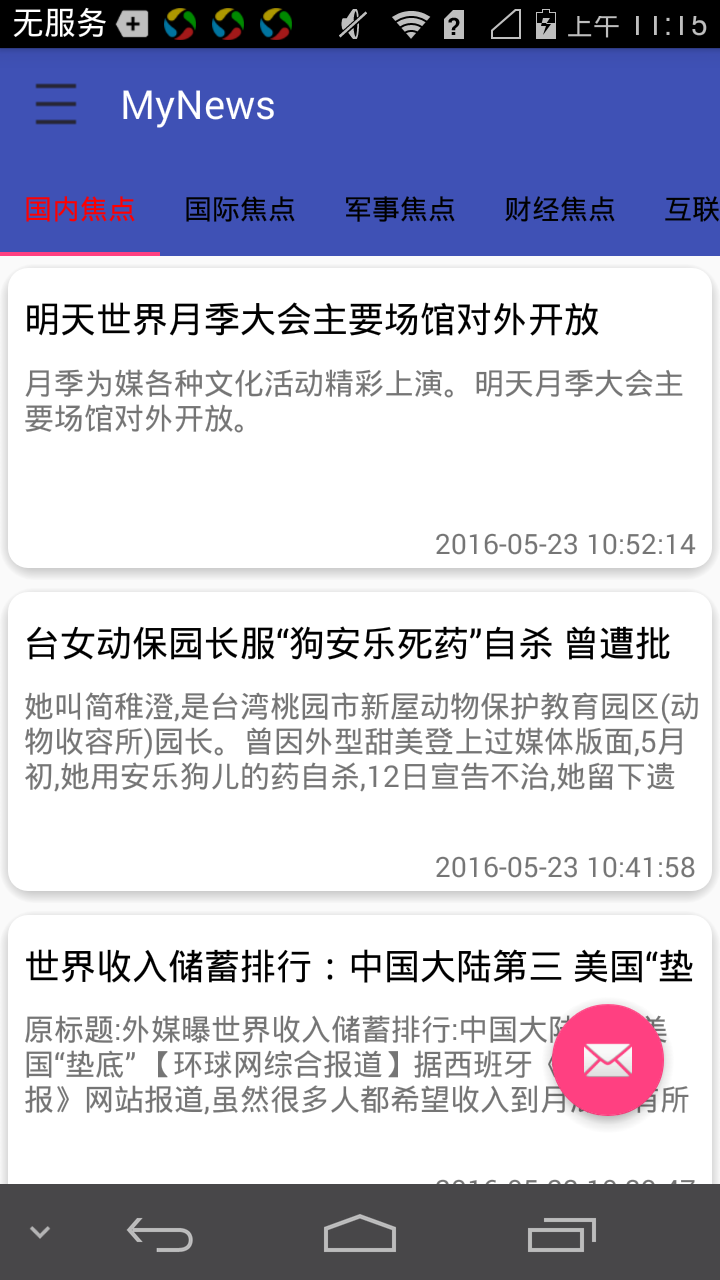 无服务 上午 11:15
MyNews
国内焦点 国际焦点 军事焦点 财经焦点 互联
明天世界月季大会主要场馆对外开放
月季为媒各种文化活动精彩上演。明天月季大会主
要场馆对外开放。
2016-05-23 10:52:14
台女动保园长服“狗安乐死药”自杀 曾遭批
她叫简稚澄,是台湾桃园市新屋动物保护教育园区(动
物收容所)园长。曾因外型甜美登上过媒体版面,5月
初,她用安乐狗儿的药自杀,12日宣告不治,她留下遗
2016-05-23 10:41:58
世界收入储蓄排行：中国大陆第三 美国“垫
原标题:外媒曝世界收入储蓄排行:中国大陆 美
国“垫底”【环球网综合报道】据西班牙《
报》网站报道,虽然很多人都希望收入到月 有所